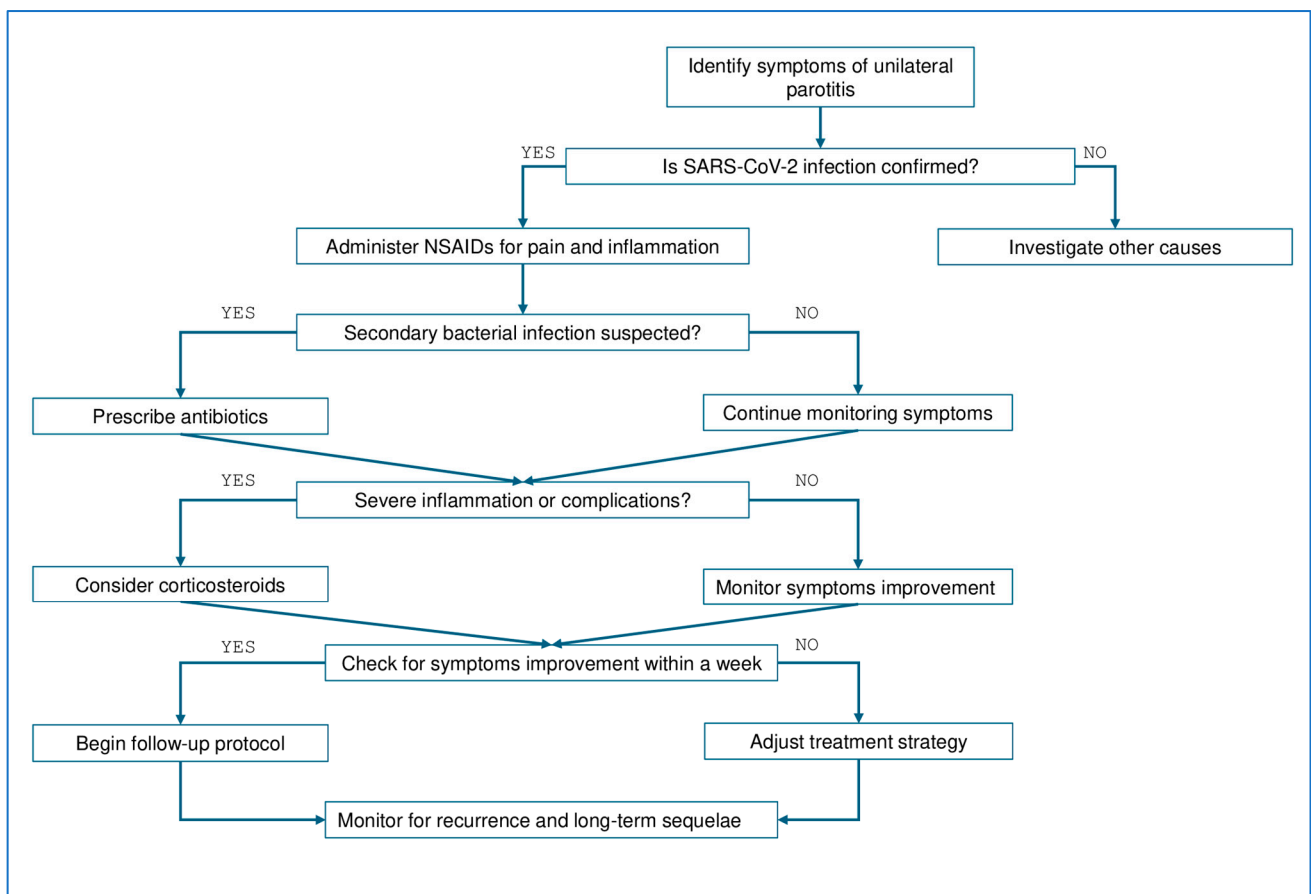 Identify symptoms of unilateral
parotitis
YES
NO
Is SARS-CoV-2 infection confirmed?
Administer NSAIDs for pain and inflammation
Investigate other causes
YES
NO
Secondary bacterial infection suspected?
Prescribe antibiotics
Continue monitoring symptoms
YES
NO
Severe inflammation or complications?
Consider corticosteroids
Monitor symptoms improvement
YES
NO
Check for symptoms improvement within a week
Begin follow-up protocol
Adjust treatment strategy
Monitor for recurrence and long-term sequelae